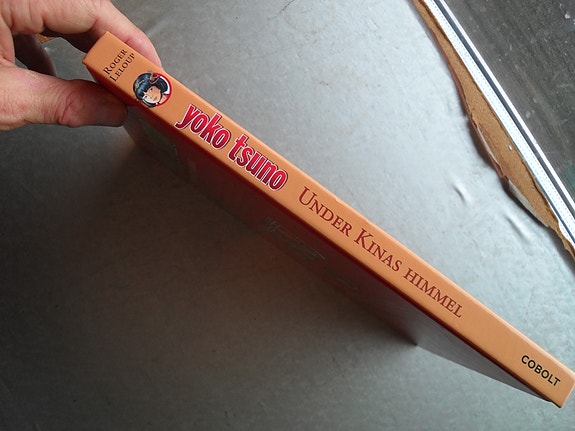 Roger
Leloup
yoko tsuno
Under Kinas himmel
COBOLT